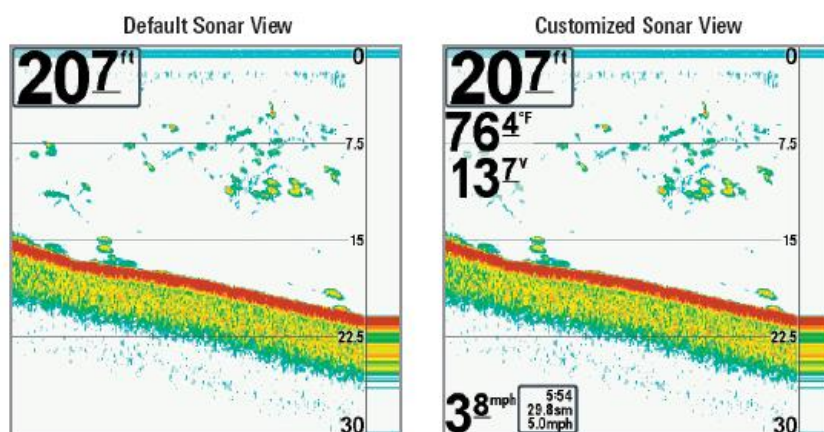 Default Sonar View
207ft
0
7.5
15
22.5
30
Customized Sonar View
207ft
0
764°F
7.5
137v
15
22.5
38mph
5:54
29.8sm
5.0mph
30